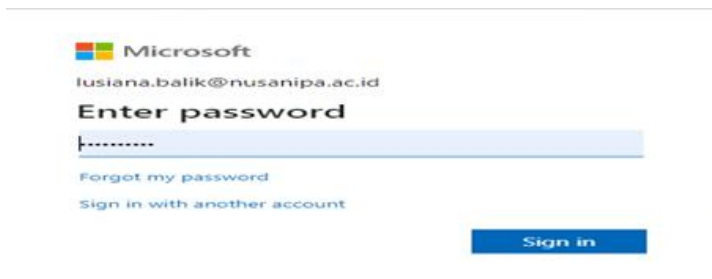 Microsoft
lusiana.balik@nusanipa.ac.id
Enter password
··········
Forgot my password
Sign in with another account
Sign in